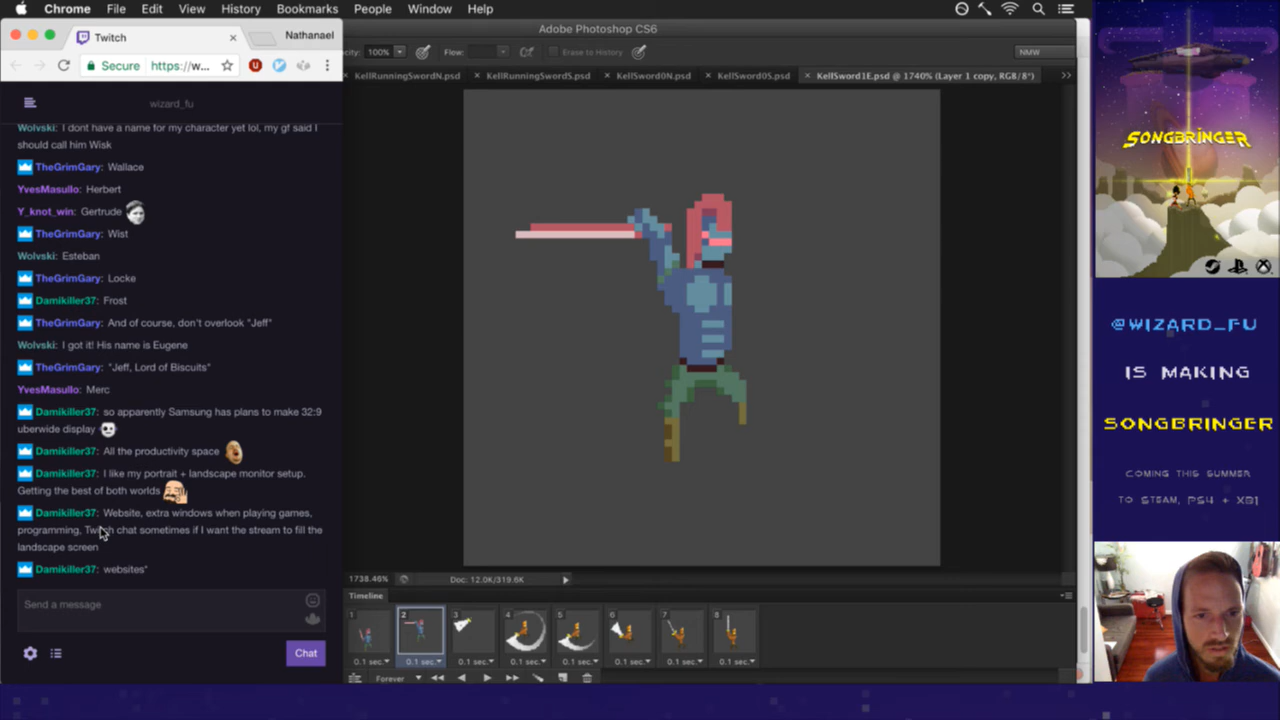 Chrome File Edit View History Bookmarks People Window Help
Twitch
Nathanael
Secure https://w...
wizard_fu
Wolvski: I dont have a name for my character yet lol, my gf said I
should call him Wisk
TheGrimGary: Wallace
YvesMasullo: Herbert
Y_knot_win: Gertrude
TheGrimGary: Wist
Wolvski: Esteban
TheGrimGary: Locke
Damikiller37: Frost
TheGrimGary: And of course, don't overlook "Jeff"
Wolvski: I got it! His name is Eugene
TheGrimGary: "Jeff, Lord of Biscuits"
YvesMasullo: Merc
Damikiller37: so apparently Samsung has plans to make 32:9
uberwide display
Damikiller37: All the productivity space
Damikiller37: I like my portrait + landscape monitor setup.
Getting the best of both worlds
Damikiller37: Website, extra windows when playing games,
programming, Twitch chat sometimes if I want the stream to fill the
landscape screen
Damikiller37: websites*
Send a message
Chat
Adobe Photoshop CS6
100% Flow: Erase to History NMW
KellRunningSwordN.psd × KellRunningSwordS.psd × KellSword0N.psd × KellSword0S.psd × KellSword1E.psd @ 1740% (Layer 1 copy, RGB/8*)
1738.46% Doc: 12.0K/319.6K
Timeline
1 2 3 4 5 6 7 8
0.1 sec. 0.1 sec. 0.1 sec. 0.1 sec. 0.1 sec. 0.1 sec. 0.1 sec. 0.1 sec.
Forever
SONGBRINGER
@WIZARD_FU
IS MAKING
SONGBRINGER
COMING THIS SUMMER
TO STEAM, PS4 + XB1